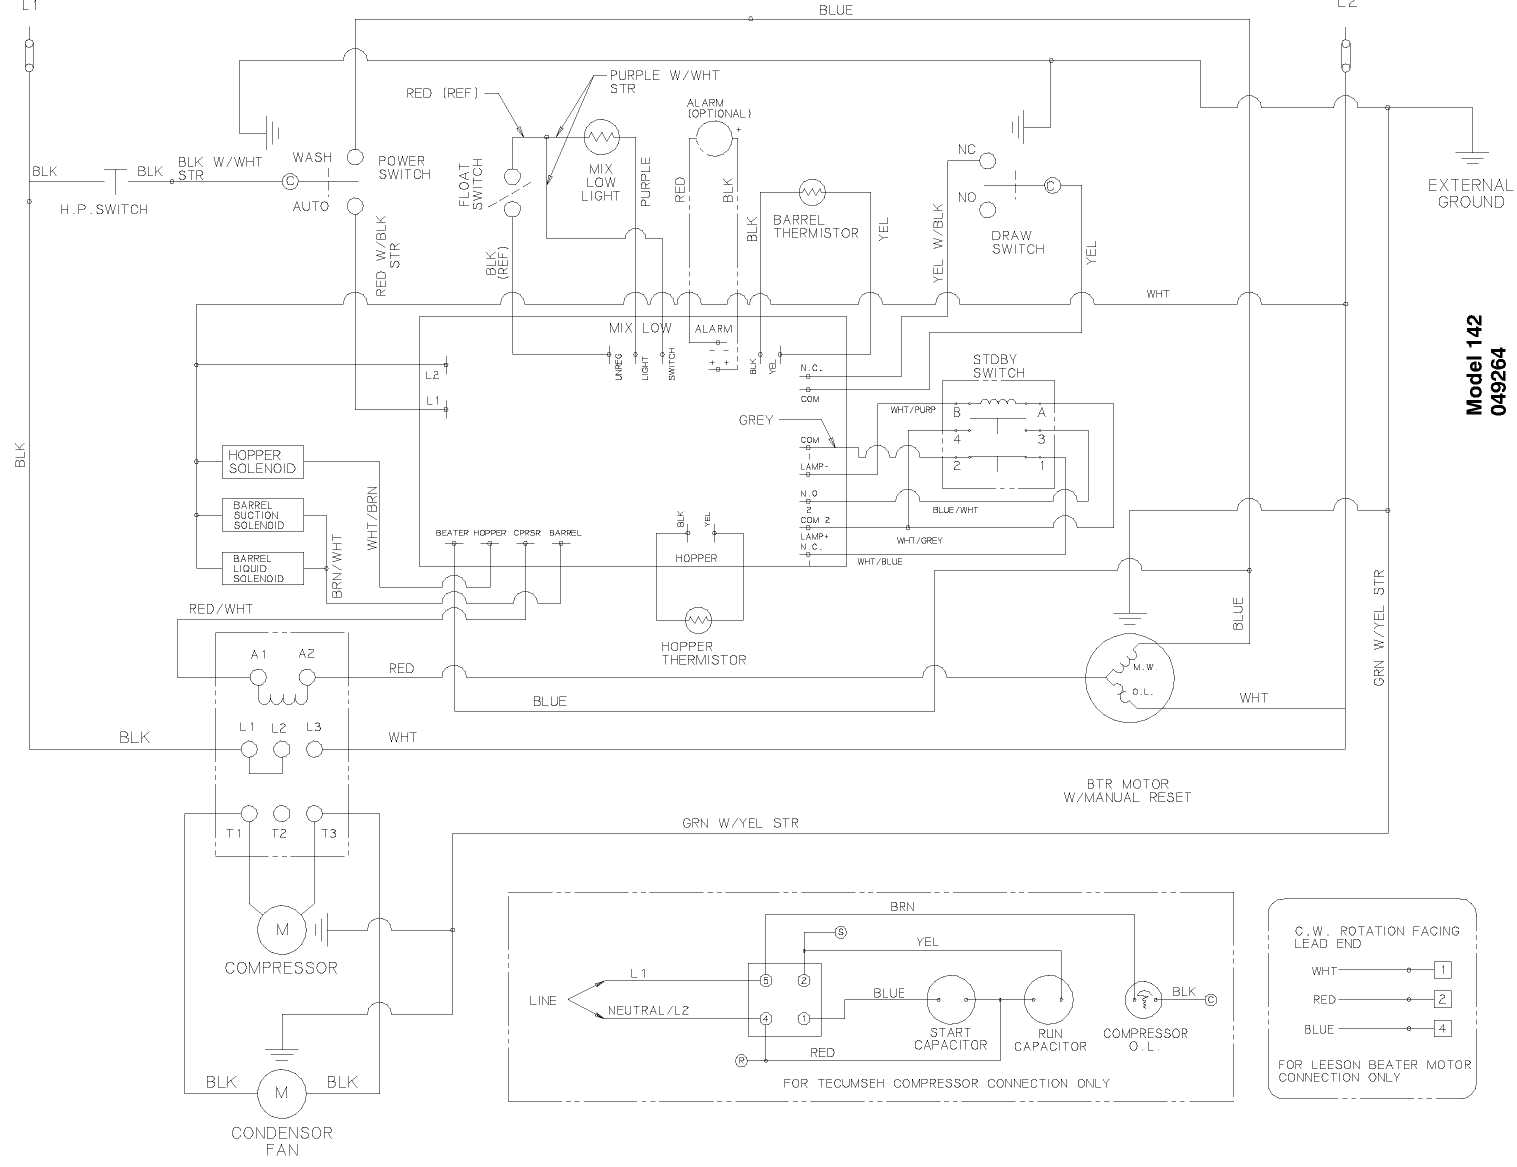 L1
BLUE
L2
PURPLE W/WHT
STR
RED (REF)
ALARM
(OPTIONAL)
+
BLK
BLK
BLK W/WHT
STR
H.P.SWITCH
WASH
C
AUTO
POWER
SWITCH
RED W/BLK
STR
FLOAT
SWITCH
BLK
(REF)
MIX
LOW
LIGHT
PURPLE
RED
BLK
BLK
BARREL
THERMISTOR
YEL
NC
NO
C
DRAW
SWITCH
YEL W/BLK
YEL
EXTERNAL
GROUND
WHT
Model 142
049264
MIX LOW
ALARM
- -
+ +
UNREG
LIGHT
SWITCH
BLK
YEL
L2
L1
N.C.
COM
STDBY
SWITCH
WHT/PURP
B
A
4
3
2
1
GREY
COM
1
LAMP-
N.O
2
COM 2
LAMP+
N.C.
1
BLUE/WHT
WHT/GREY
WHT/BLUE
BLK
HOPPER
SOLENOID
BARREL
SUCTION
SOLENOID
BARREL
LIQUID
SOLENOID
WHT/BRN
BRN/WHT
BEATER
HOPPER
CPRSR
BARREL
BLK
YEL
HOPPER
HOPPER
THERMISTOR
RED/WHT
A1
A2
RED
BLUE
M.W
O.L.
BLUE
WHT
GRN W/YEL STR
BLK
L1
L2
L3
WHT
BTR MOTOR
W/MANUAL RESET
T1
T2
T3
GRN W/YEL STR
M
COMPRESSOR
BLK
M
BLK
CONDENSOR
FAN
BRN
S
YEL
LINE
L1
NEUTRAL/L2
5
2
4
1
BLUE
START
CAPACITOR
RUN
CAPACITOR
COMPRESSOR
O.L.
BLK
C
R
RED
FOR TECUMSEH COMPRESSOR CONNECTION ONLY
C.W. ROTATION FACING
LEAD END
WHT
1
RED
2
BLUE
4
FOR LEESON BEATER MOTOR
CONNECTION ONLY